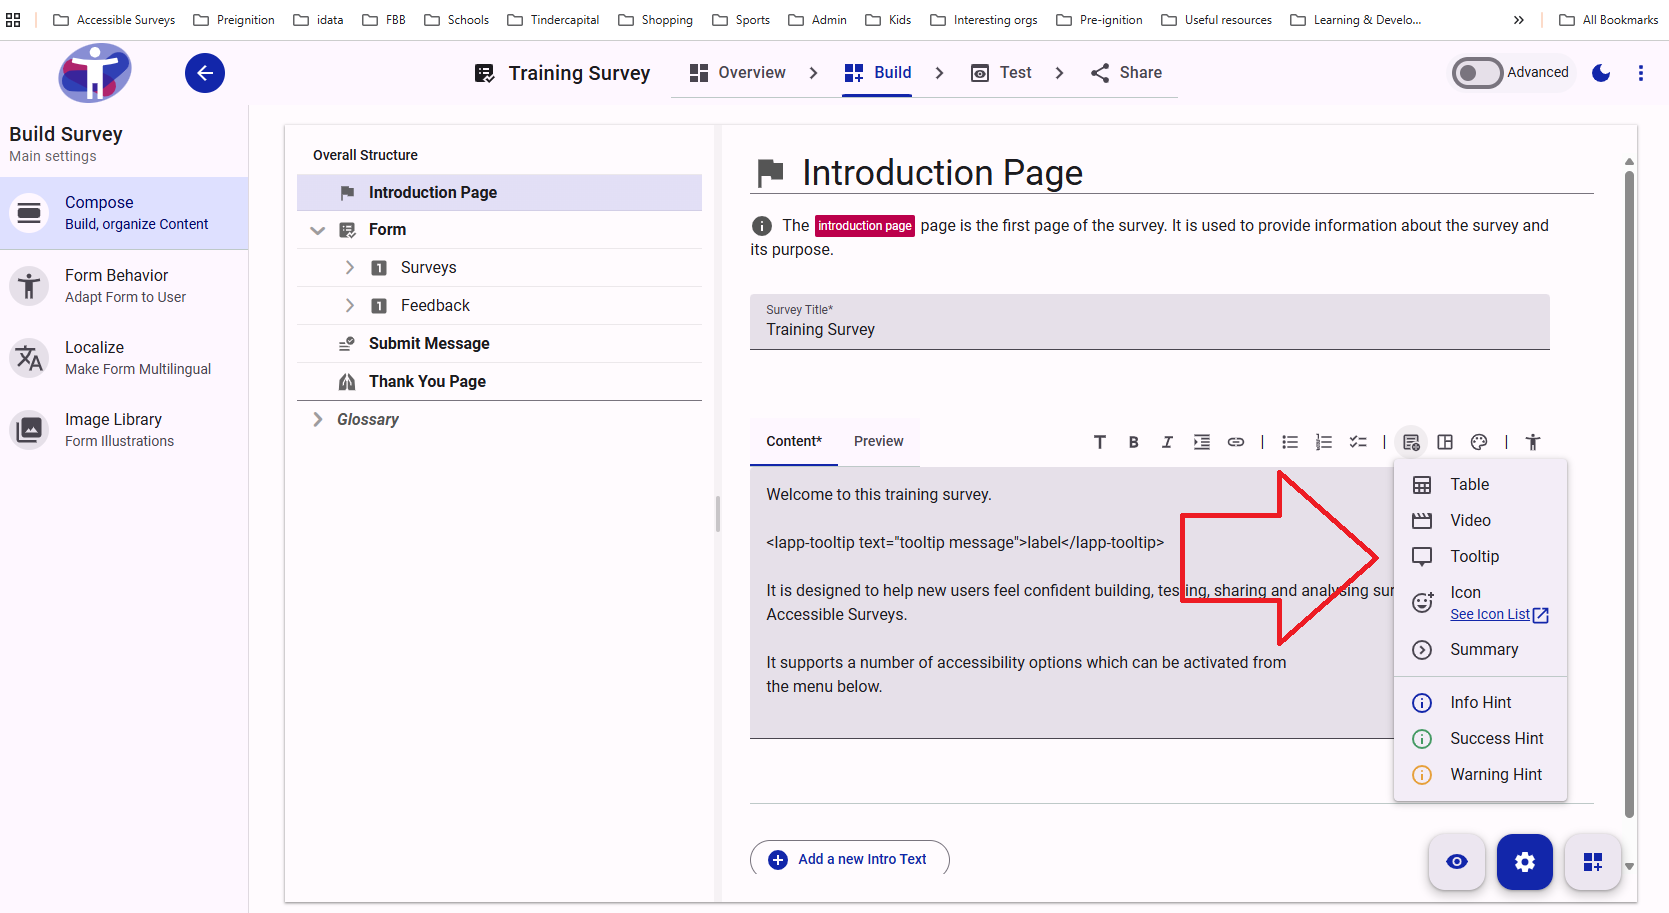 Accessible Surveys Preignition idata FBB Schools Tindercapital Shopping Sports Admin Kids Interesting orgs Pre-ignition Useful resources Learning & Develo... All Bookmarks
Training Survey Overview Build Test Share Advanced
Build Survey
Main settings
Compose
Build, organize Content
Form Behavior
Adapt Form to User
Localize
Make Form Multilingual
Image Library
Form Illustrations
Overall Structure
Introduction Page
Form
1 Surveys
1 Feedback
Submit Message
Thank You Page
Glossary
Introduction Page
The introduction page page is the first page of the survey. It is used to provide information about the survey and
its purpose.
Survey Title*
Training Survey
Content* Preview T B I
Welcome to this training survey.
<lapp-tooltip text="tooltip message">label</lapp-tooltip>
It is designed to help new users feel confident building, testing, sharing and analysing sur
Accessible Surveys.
It supports a number of accessibility options which can be activated from
the menu below.
Table
Video
Tooltip
Icon
See Icon List
Summary
Info Hint
Success Hint
Warning Hint
Add a new Intro Text